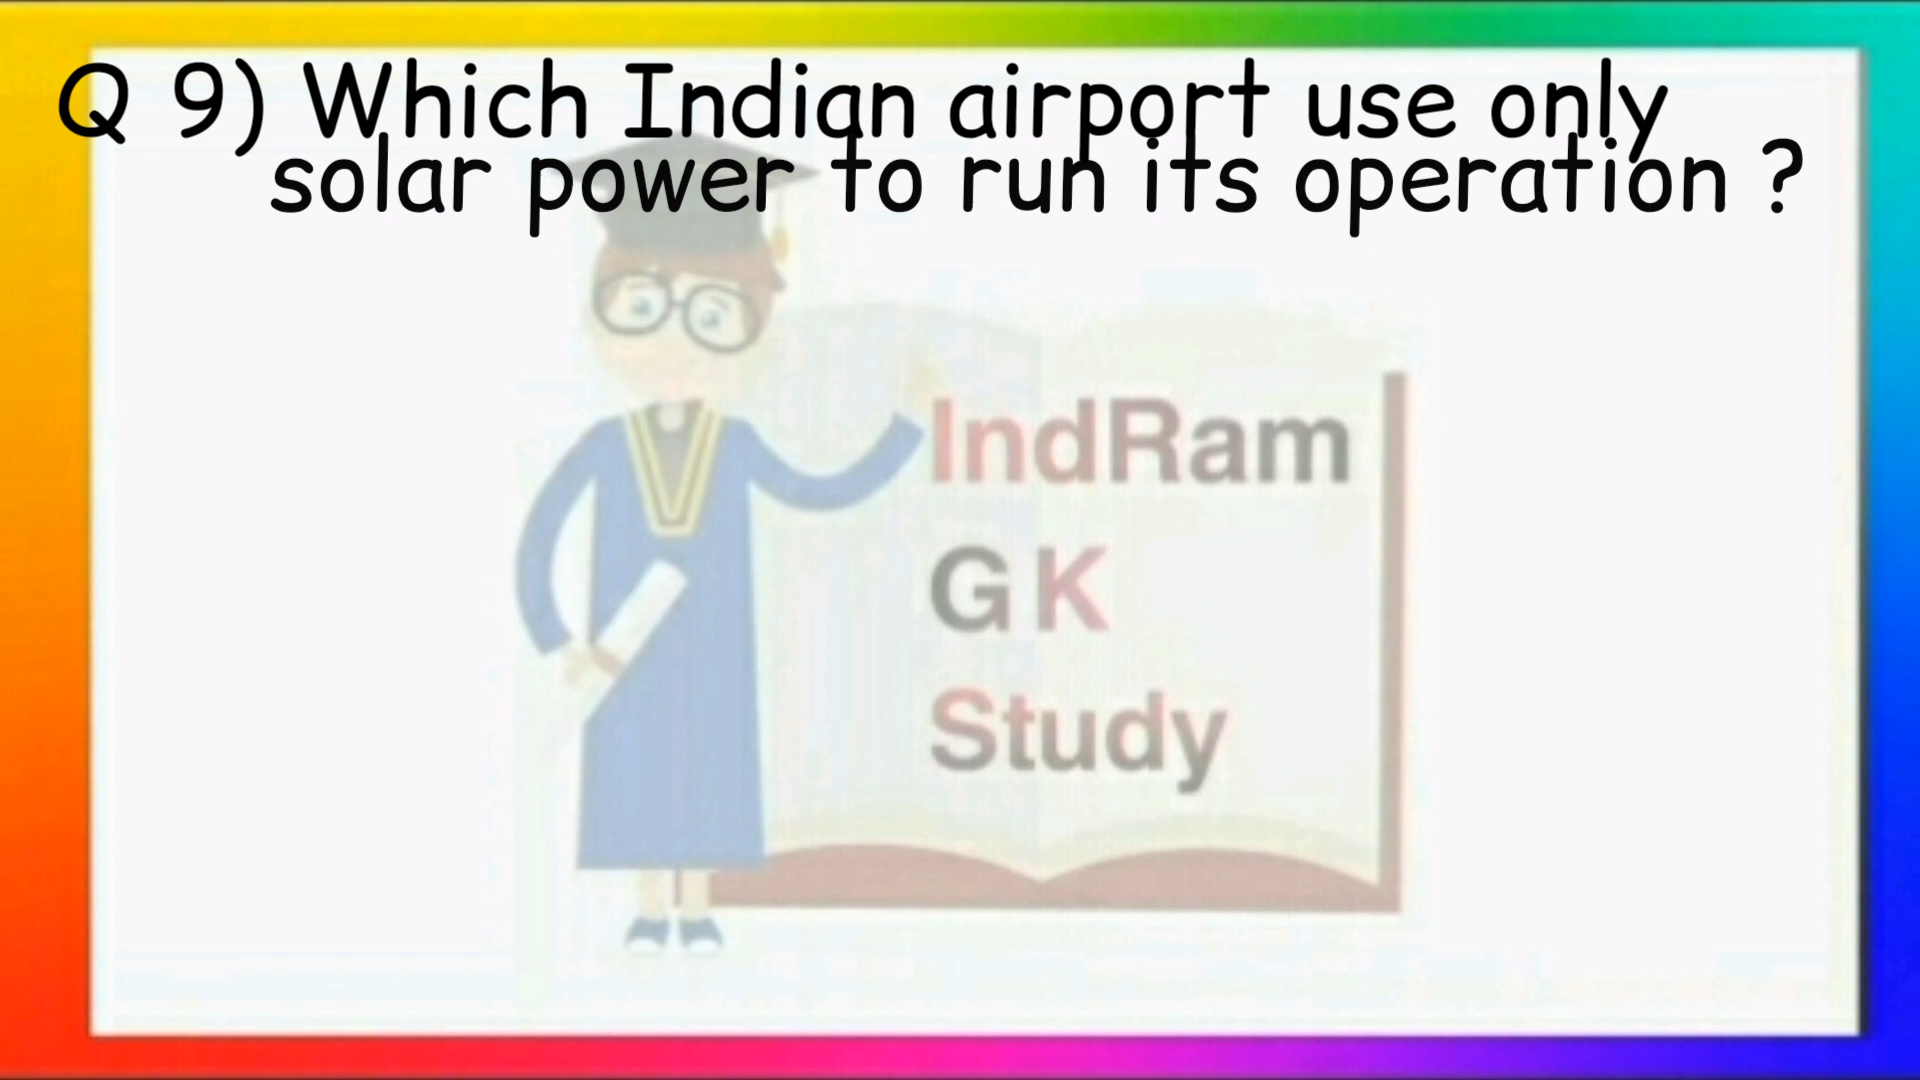 Q 9) Which Indian airport use only
solar power to run its operation ?
IndRam
GK
Study